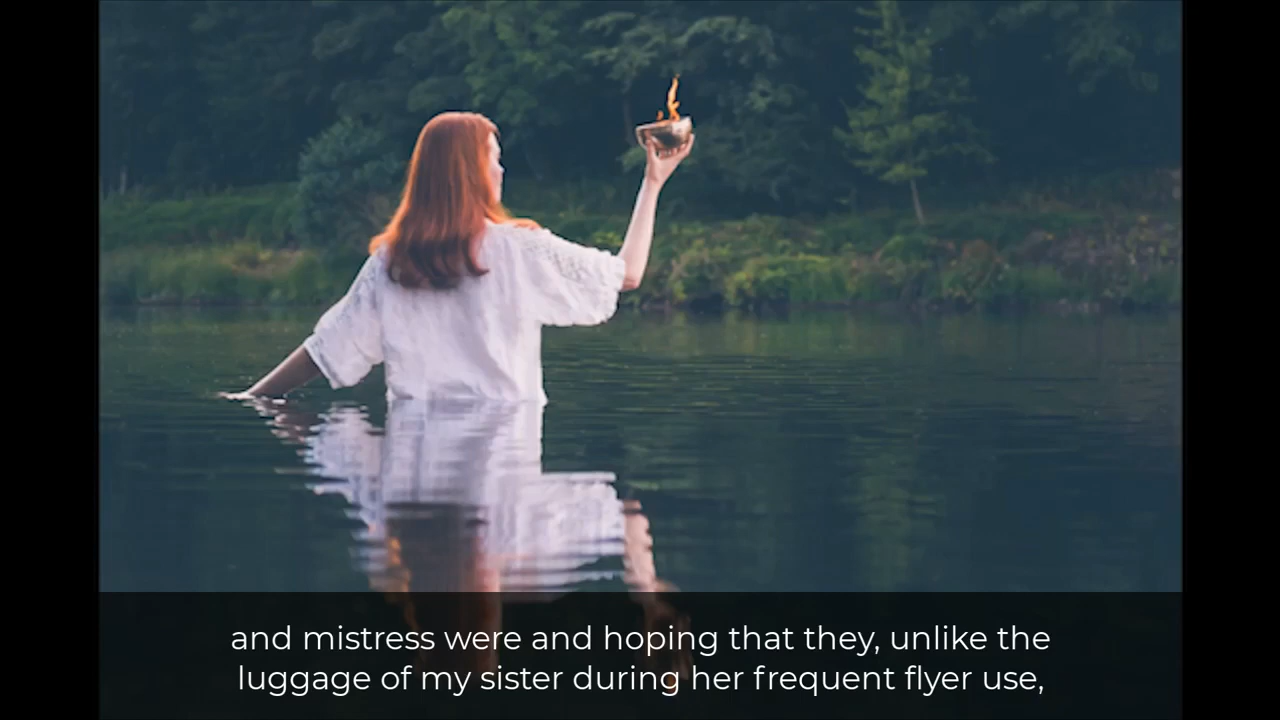 and mistress were and hoping that they, unlike the
luggage of my sister during her frequent flyer use,